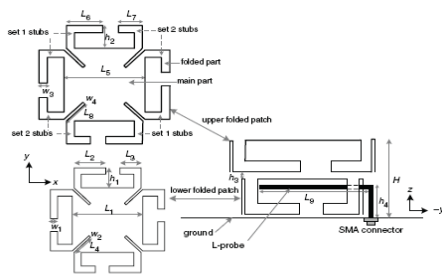 L6 L7
set 1 stubs
set 2 stubs
h2
folded part
L5
main part
w3
w4
L8
set 2 stubs
set 1 stubs
upper folded patch
y
x
L2 L3
h1
lower folded patch
L1
w1
w2
L4
h3
L9
h4
H
z
–y
ground
L-probe
SMA connector